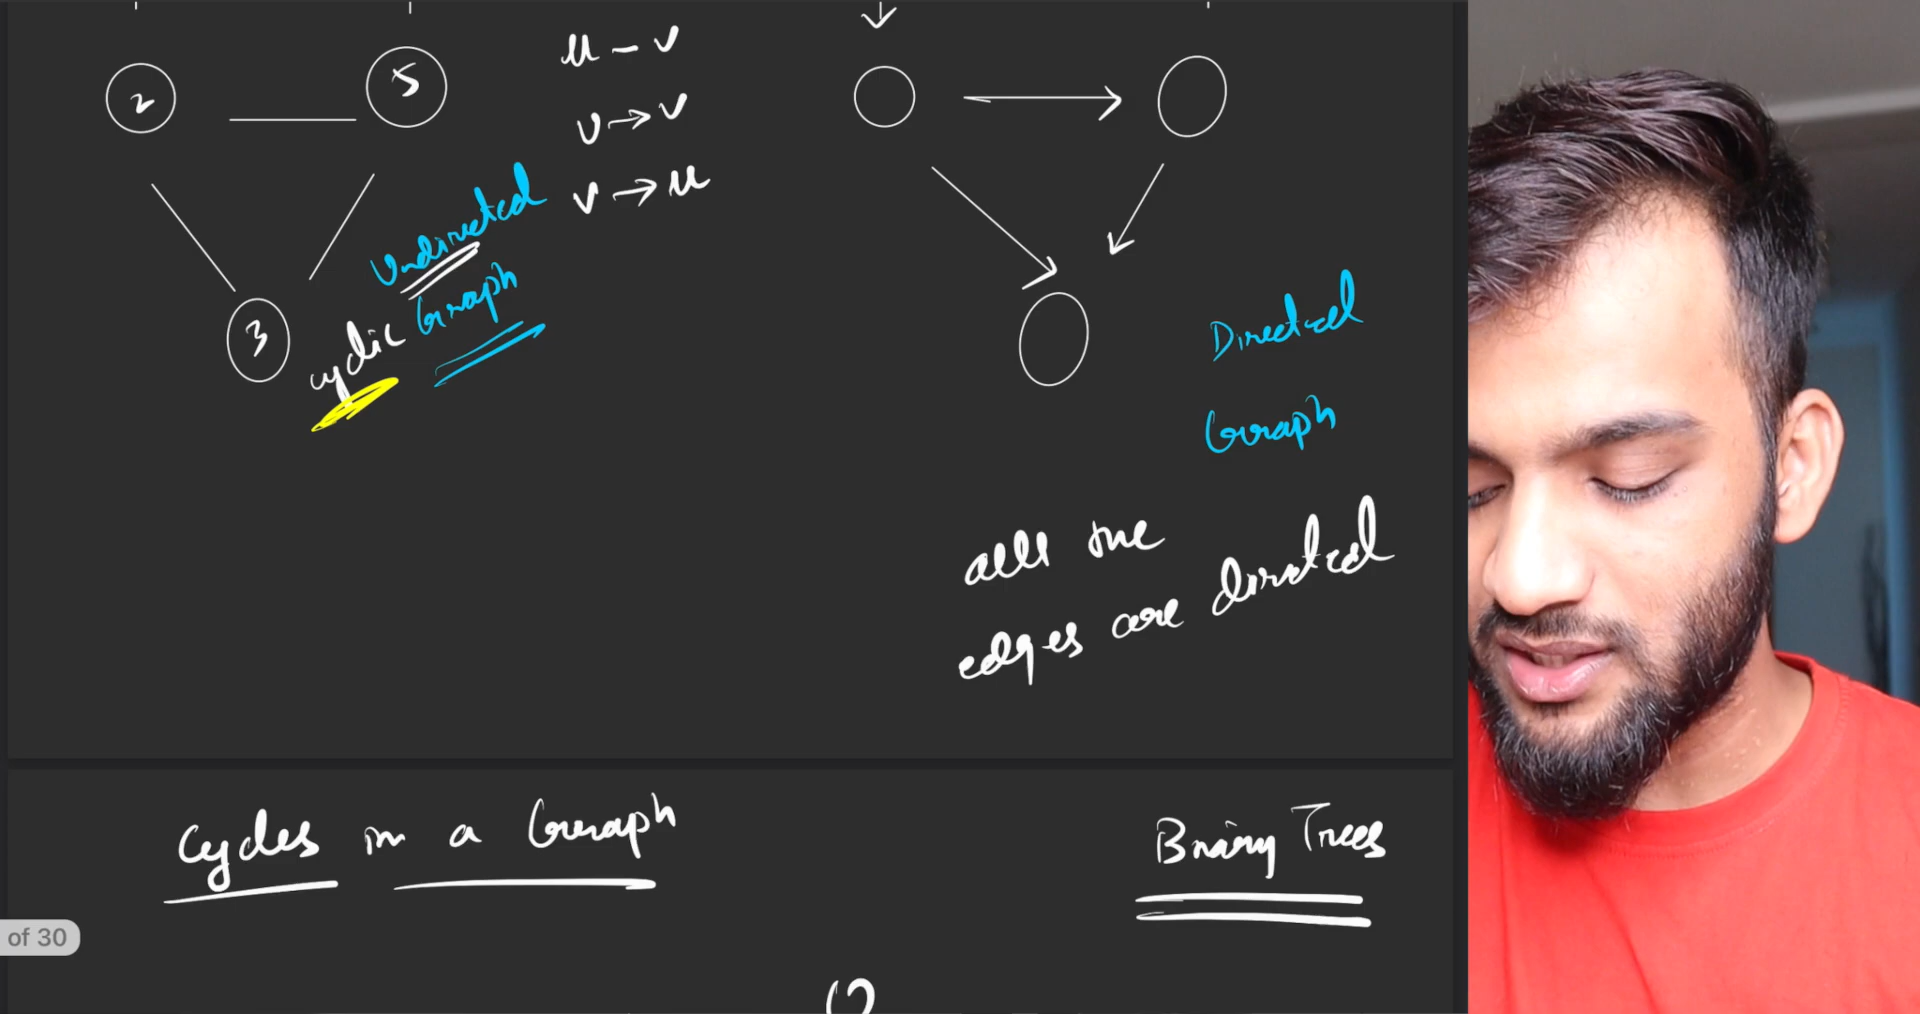 2
5
u - v
u → v
v → u
Undirected
Graph
3
cyclic
Directed
Graph
all the
edges are directed
Cycles in a Graph
Binary Trees
of 30